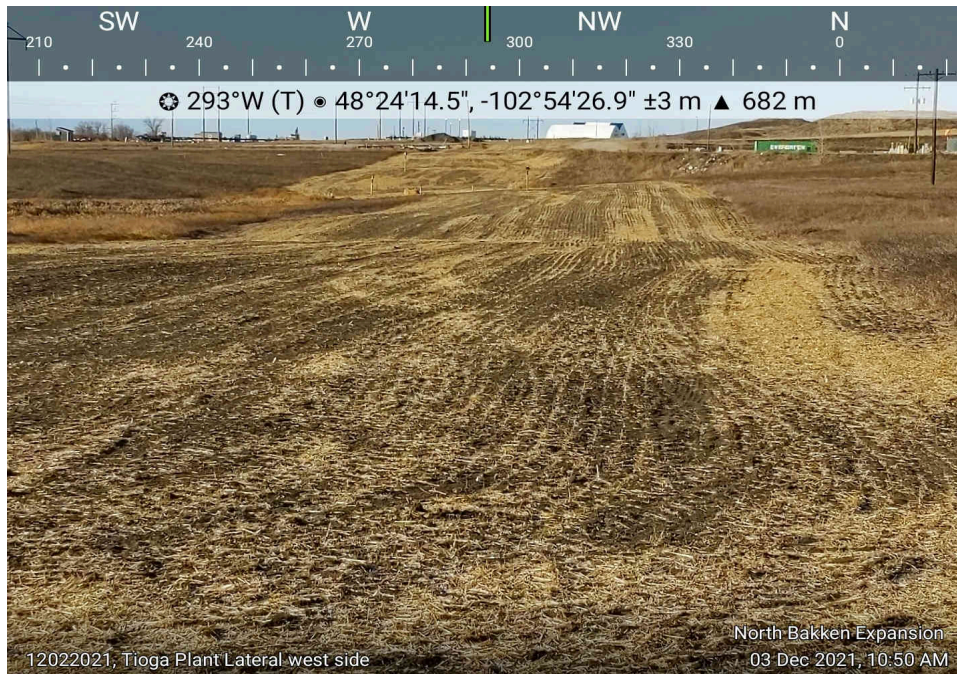 SW W NW N
210 240 270 300 330 0
293°W (T) ◉ 48°24'14.5", -102°54'26.9" ±3 m ▲ 682 m
North Bakken Expansion
12022021, Tioga Plant Lateral west side
03 Dec 2021, 10:50 AM